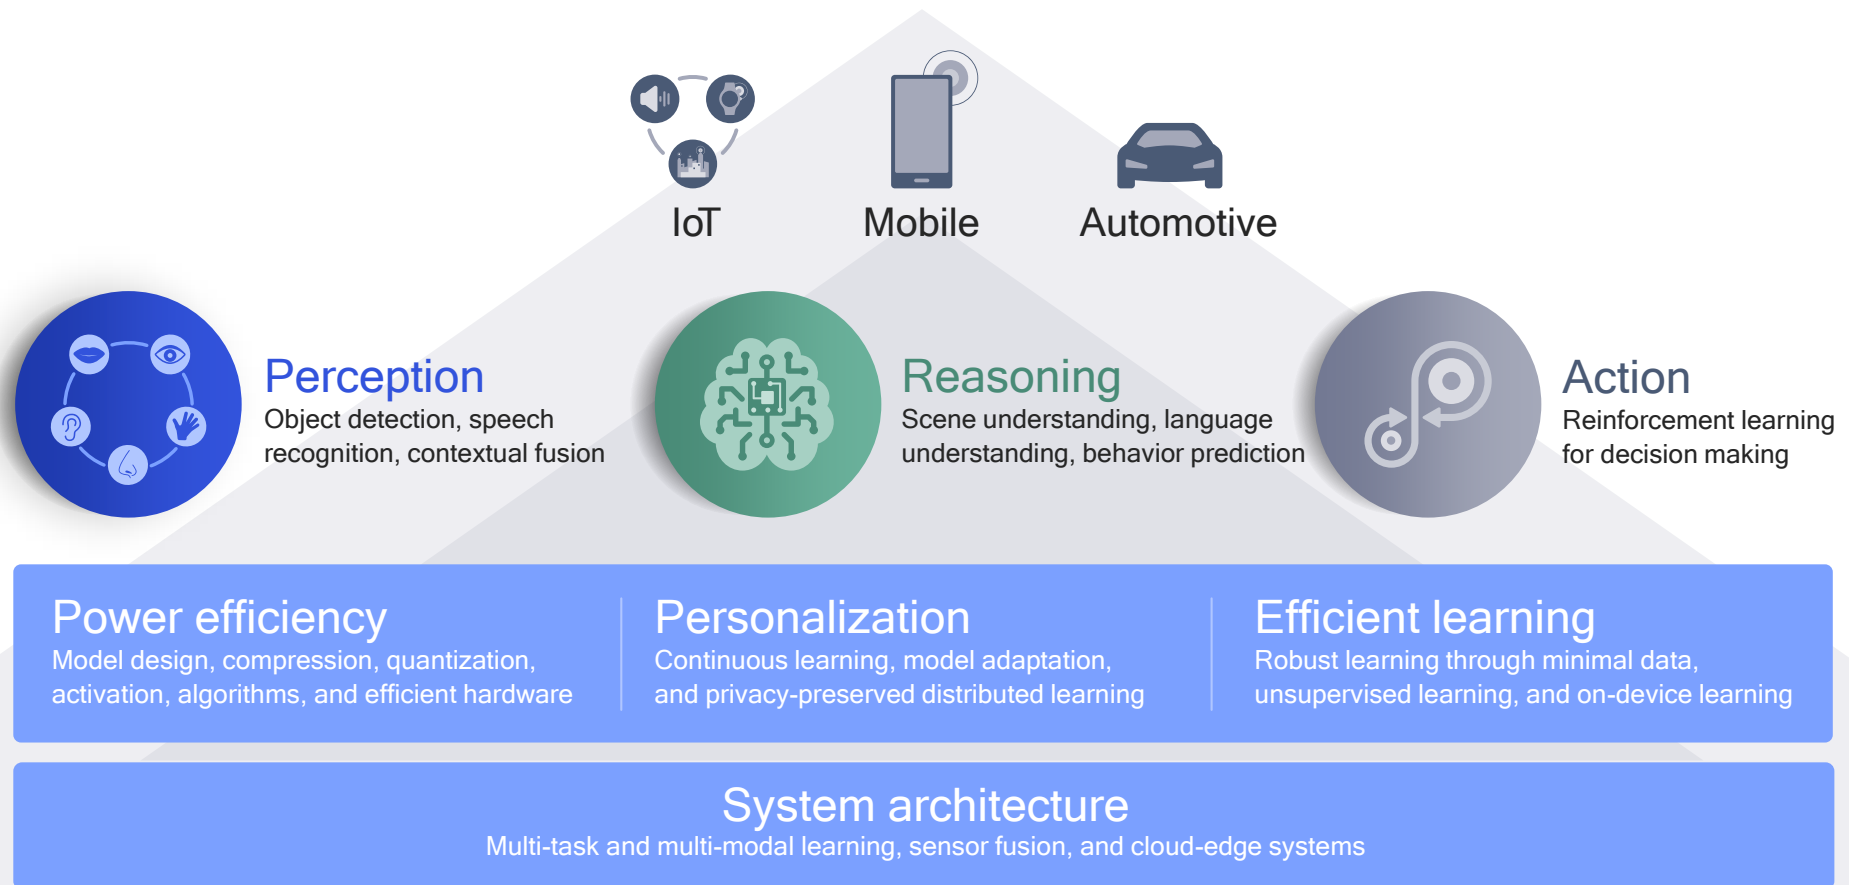 IoT
Mobile
Automotive
Perception
Object detection, speech
recognition, contextual fusion
Reasoning
Scene understanding, language
understanding, behavior prediction
Action
Reinforcement learning
for decision making
Power efficiency
Model design, compression, quantization,
activation, algorithms, and efficient hardware
Personalization
Continuous learning, model adaptation,
and privacy-preserved distributed learning
Efficient learning
Robust learning through minimal data,
unsupervised learning, and on-device learning
System architecture
Multi-task and multi-modal learning, sensor fusion, and cloud-edge systems